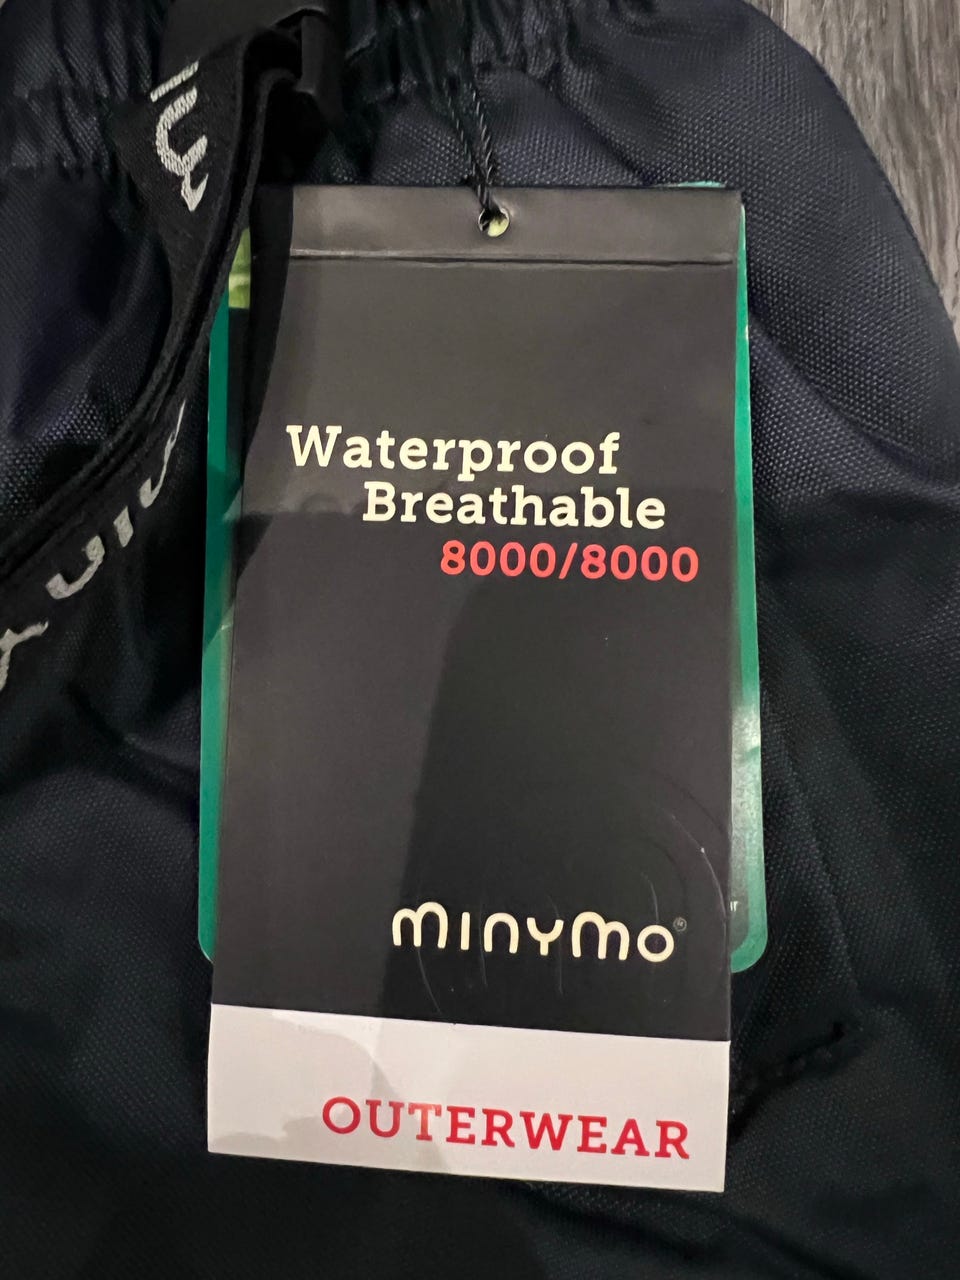 Waterproof
Breathable
8000/8000
minymo®
OUTERWEAR